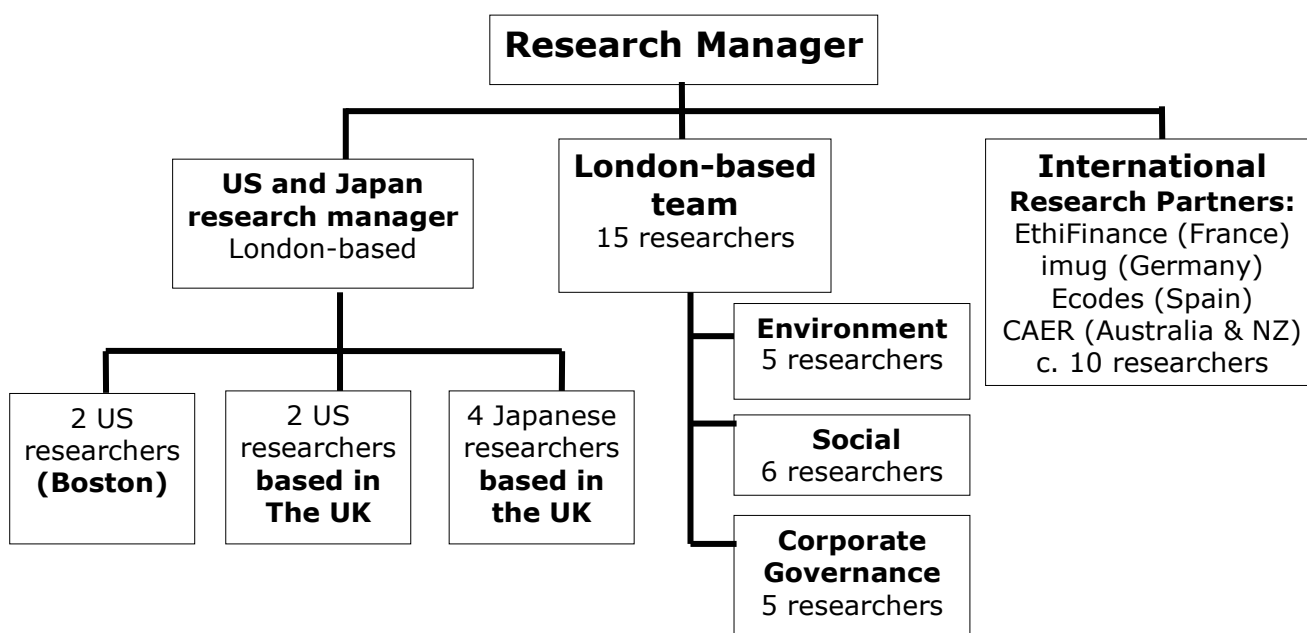 Research Manager
US and Japan
research manager
London-based
London-based
team
15 researchers
International
Research Partners:
EthiFinance (France)
imug (Germany)
Ecodes (Spain)
CAER (Australia & NZ)
c. 10 researchers
2 US
researchers
(Boston)
2 US
researchers
based in
The UK
4 Japanese
researchers
based in
the UK
Environment
5 researchers
Social
6 researchers
Corporate
Governance
5 researchers